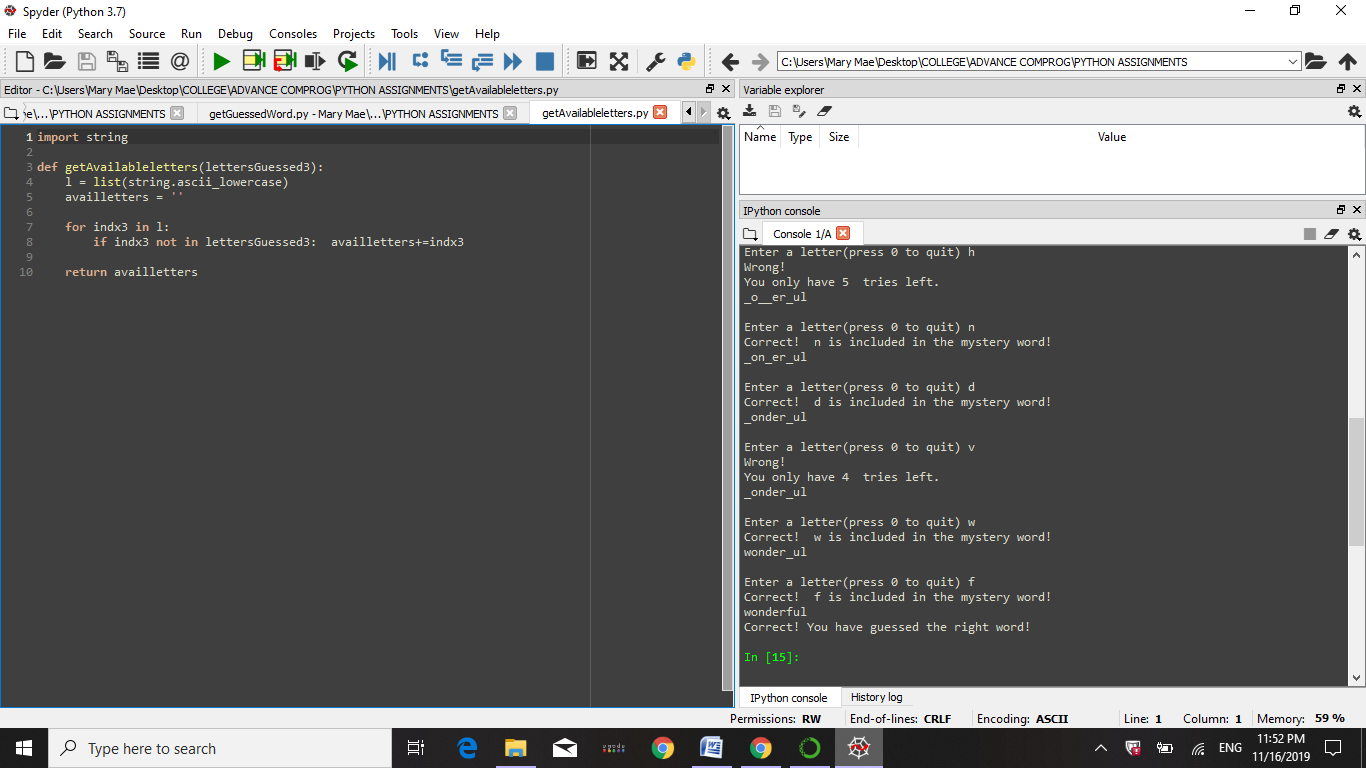 Spyder (Python 3.7)
File Edit Search Source Run Debug Consoles Projects Tools View Help
C:\Users\Mary Mae\Desktop\COLLEGE\ADVANCE COMPROG\PYTHON ASSIGNMENTS
Editor - C:\Users\Mary Mae\Desktop\COLLEGE\ADVANCE COMPROG\PYTHON ASSIGNMENTS\getAvailableletters.py
\...\PYTHON ASSIGNMENTS getGuessedWord.py - Mary Mae\...\PYTHON ASSIGNMENTS getAvailableletters.py
1 import string
2
3 def getAvailableletters(lettersGuessed3):
4     l = list(string.ascii_lowercase)
5     availletters = ''
6
7     for indx3 in l:
8         if indx3 not in lettersGuessed3:  availletters+=indx3
9
10     return availletters
Variable explorer
Name Type Size Value
IPython console
Console 1/A
Enter a letter(press 0 to quit) h
Wrong!
You only have 5  tries left.
_o__er_ul
Enter a letter(press 0 to quit) n
Correct!  n is included in the mystery word!
_on_er_ul
Enter a letter(press 0 to quit) d
Correct!  d is included in the mystery word!
_onder_ul
Enter a letter(press 0 to quit) v
Wrong!
You only have 4  tries left.
_onder_ul
Enter a letter(press 0 to quit) w
Correct!  w is included in the mystery word!
wonder_ul
Enter a letter(press 0 to quit) f
Correct!  f is included in the mystery word!
wonderful
Correct! You have guessed the right word!
In [15]:
IPython console History log
Permissions: RW End-of-lines: CRLF Encoding: ASCII Line: 1 Column: 1 Memory: 59 %
Type here to search
ENG
11:52 PM
11/16/2019